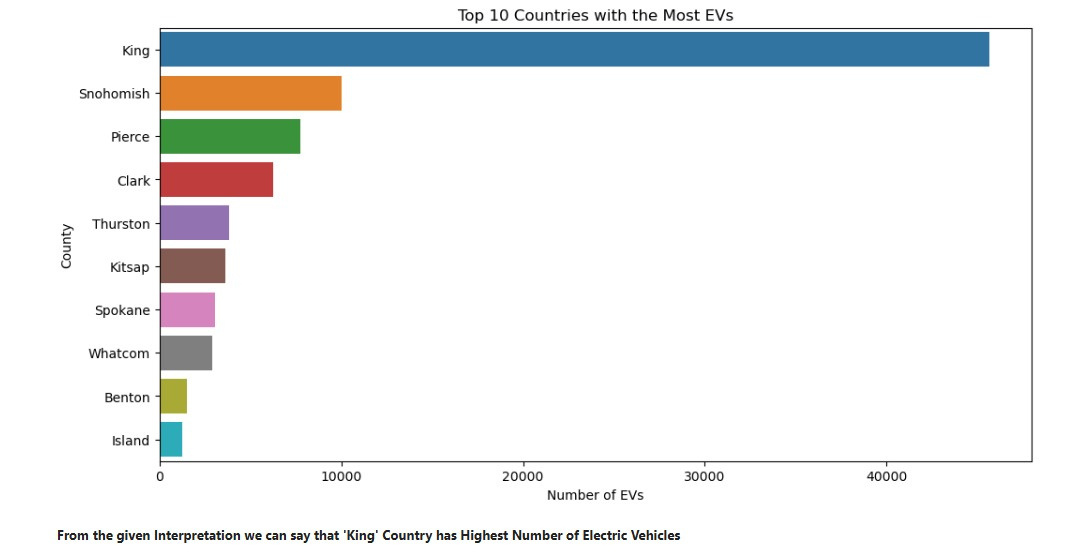 Top 10 Countries with the Most EVs
King
Snohomish
Pierce
Clark
Thurston
Kitsap
Spokane
Whatcom
Benton
Island
County
0 10000 20000 30000 40000
Number of EVs
From the given Interpretation we can say that 'King' Country has Highest Number of Electric Vehicles